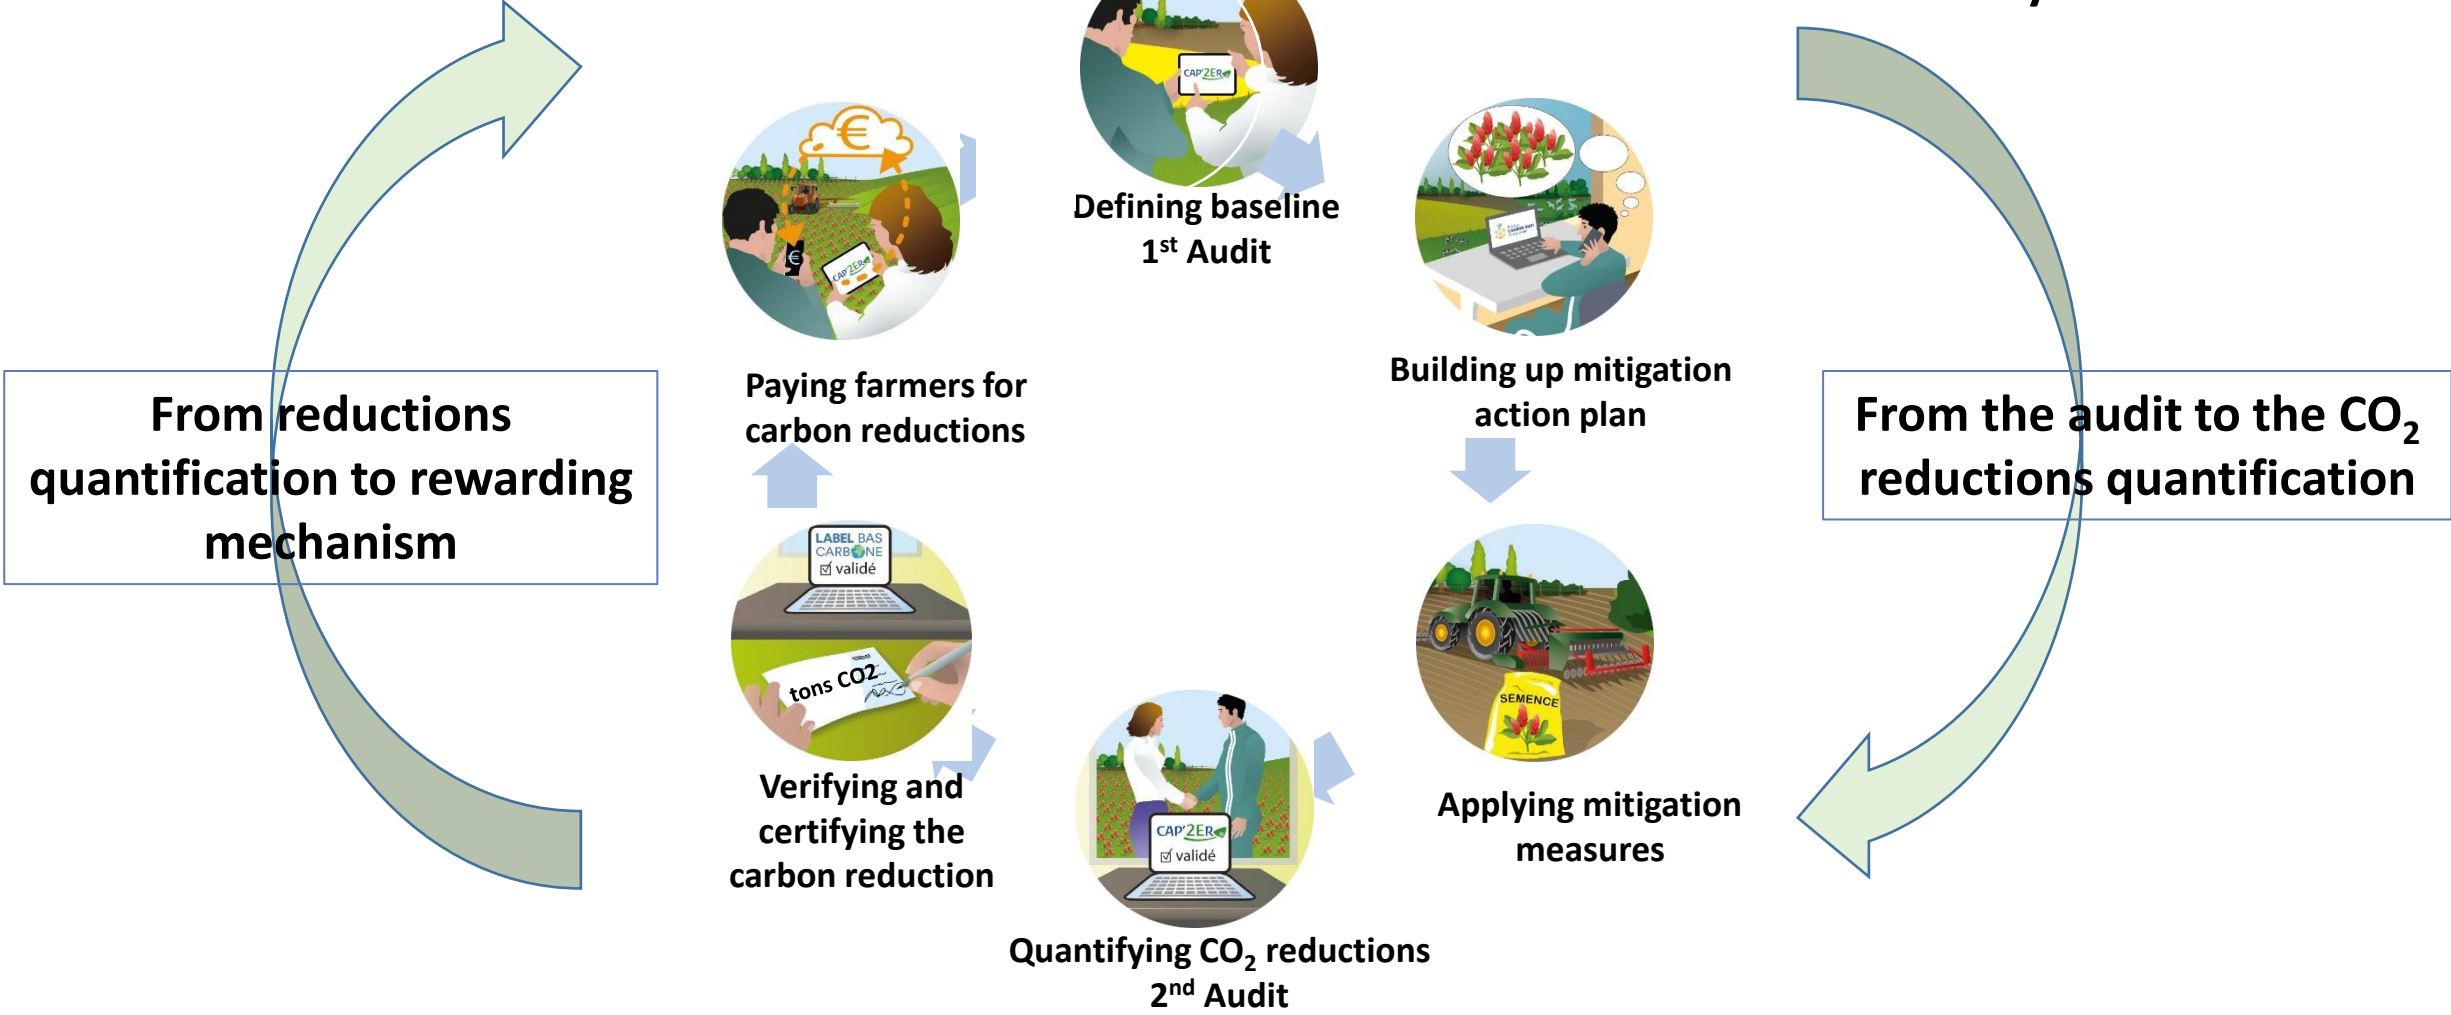 CAP'2ER
Defining baseline
1st Audit
Building up mitigation
action plan
Applying mitigation
measures
SEMENCE
Quantifying CO2 reductions
2nd Audit
CAP'2ER
☑ validé
Verifying and
certifying the
carbon reduction
LABEL BAS
CARBONE
☑ validé
tons CO2
Paying farmers for
carbon reductions
€
€
CAP'2ER
From the audit to the CO2
reductions quantification
From reductions
quantification to rewarding
mechanism